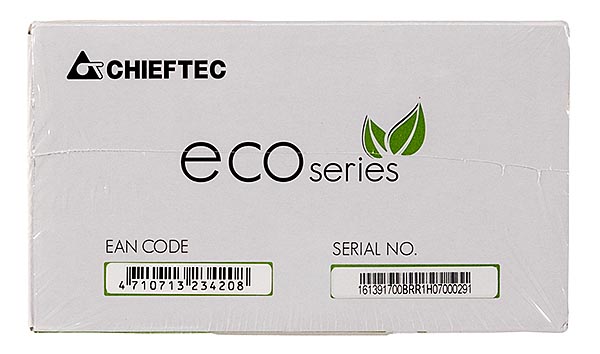 CHIEFTEC
eco series
EAN CODE
4 710713 234208
SERIAL NO.
161391700BRR1H07000291